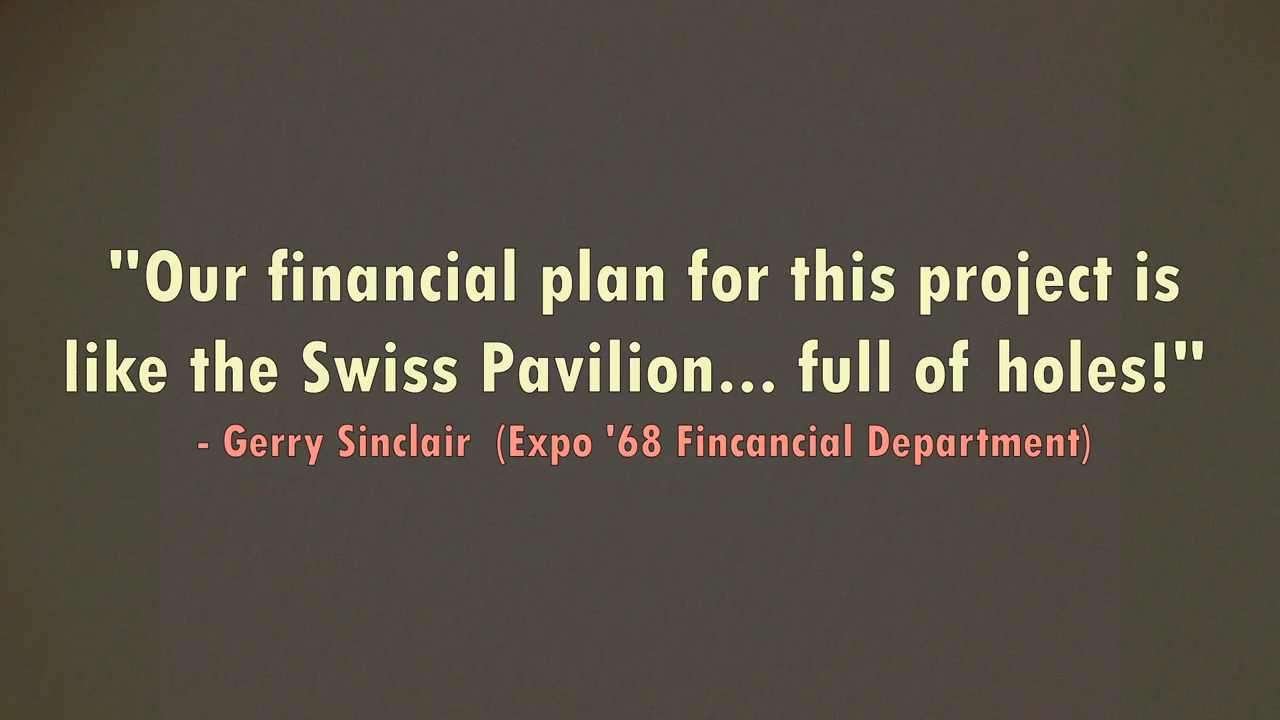 "Our financial plan for this project is
like the Swiss Pavilion... full of holes!"
- Gerry Sinclair (Expo '68 Fincancial Department)